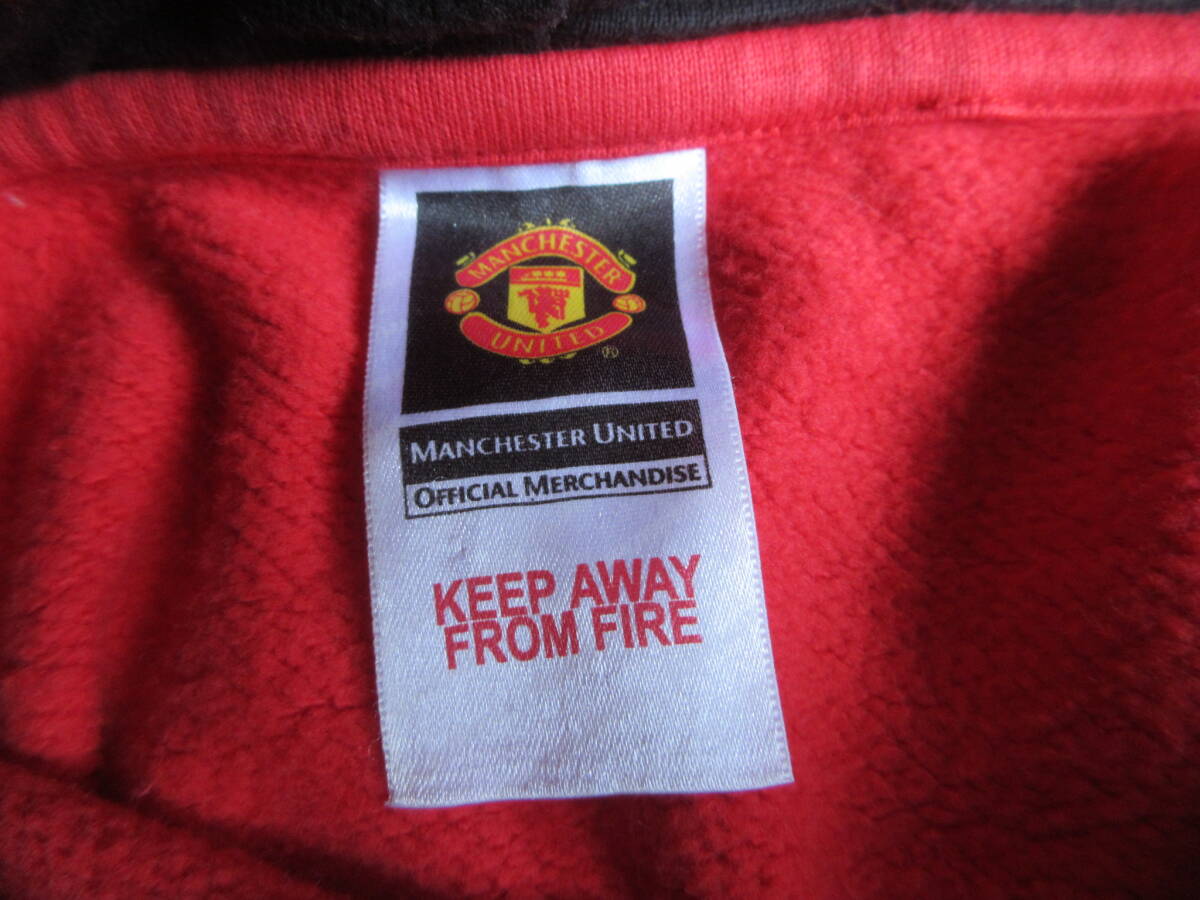 MANCHESTER
UNITED
®
MANCHESTER UNITED
OFFICIAL MERCHANDISE
KEEP AWAY
FROM FIRE